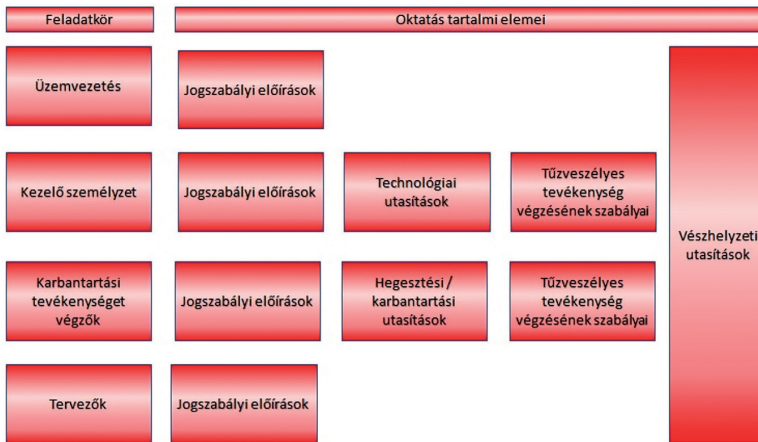 Feladatkör
Oktatás tartalmi elemei
Üzemvezetés
Jogszabályi előírások
Kezelő személyzet
Jogszabályi előírások
Technológiai
utasítások
Tűzveszélyes
tevékenység
végzésének szabályai
Vészhelyzeti
utasítások
Karbantartási
tevékenységet
végzők
Jogszabályi előírások
Hegesztési /
karbantartási
utasítások
Tűzveszélyes
tevékenység
végzésének szabályai
Tervezők
Jogszabályi előírások